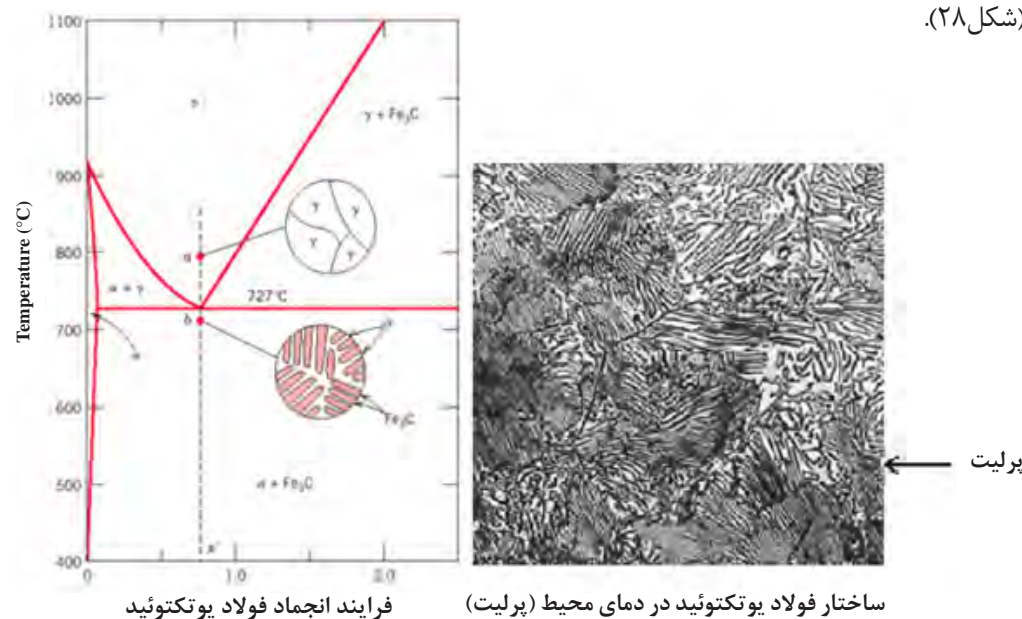 (شکل۲۸).
1100
1000
900
800
700
600
500
400
Temperature (°C)
γ
γ + Fe₃C
γ
γ
γ
γ
a
α + γ
727°C
b
α
α
Fe₃C
α + Fe₃C
x'
0
1.0
2.0
پرلیت
فرایند انجماد فولاد یوتکتوئید
ساختار فولاد یوتکتوئید در دمای محیط (پرلیت)